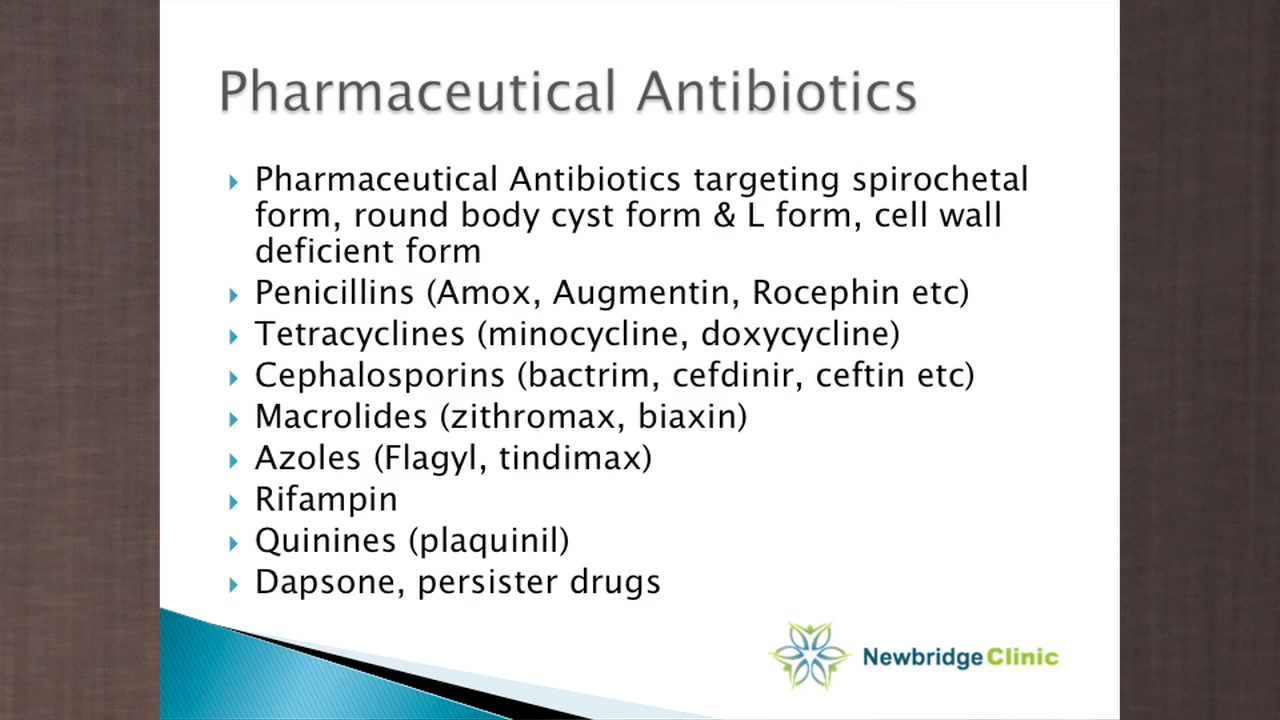 Pharmaceutical Antibiotics
Pharmaceutical Antibiotics targeting spirochetal
form, round body cyst form & L form, cell wall
deficient form
Penicillins (Amox, Augmentin, Rocephin etc)
Tetracyclines (minocycline, doxycycline)
Cephalosporins (bactrim, cefdinir, ceftin etc)
Macrolides (zithromax, biaxin)
Azoles (Flagyl, tindimax)
Rifampin
Quinines (plaquinil)
Dapsone, persister drugs
Newbridge Clinic